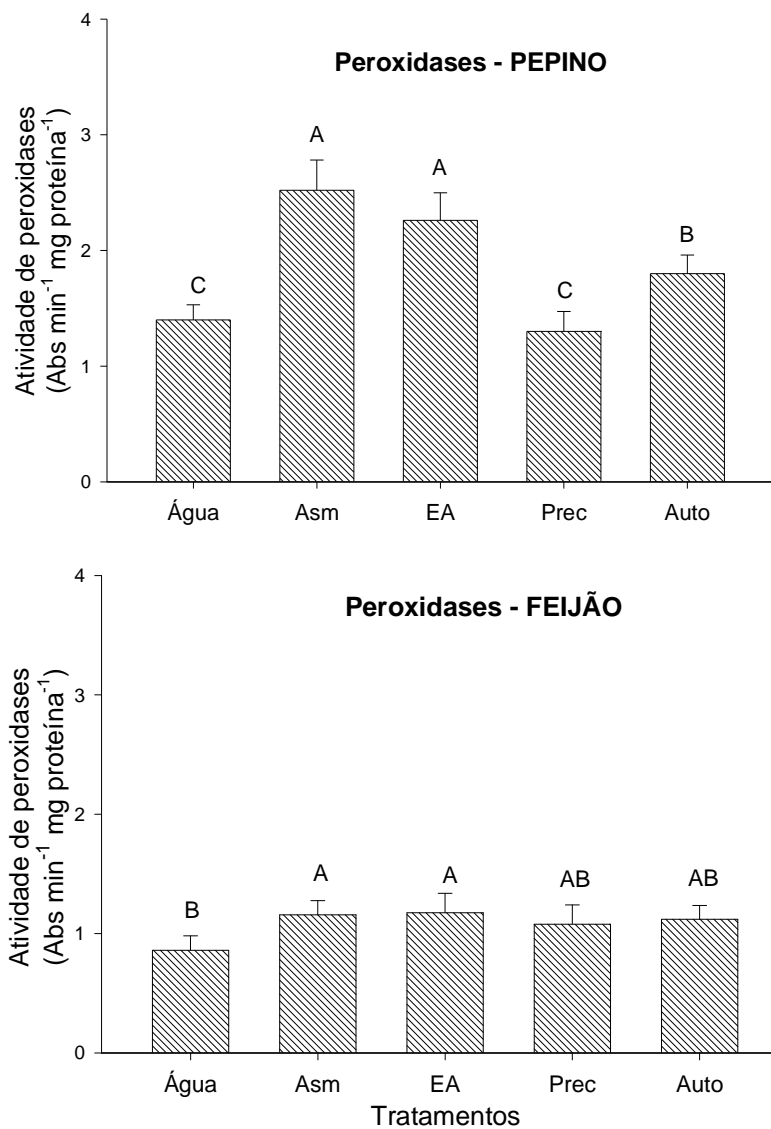 Peroxidases - PEPINO
Atividade de peroxidases
(Abs min⁻¹ mg proteína⁻¹)
4
3
2
1
0
C
A
A
C
B
Água Asm EA Prec Auto
Peroxidases - FEIJÃO
Atividade de peroxidases
(Abs min⁻¹ mg proteína⁻¹)
4
3
2
1
0
B
A
A
AB
AB
Água Asm EA Prec Auto
Tratamentos